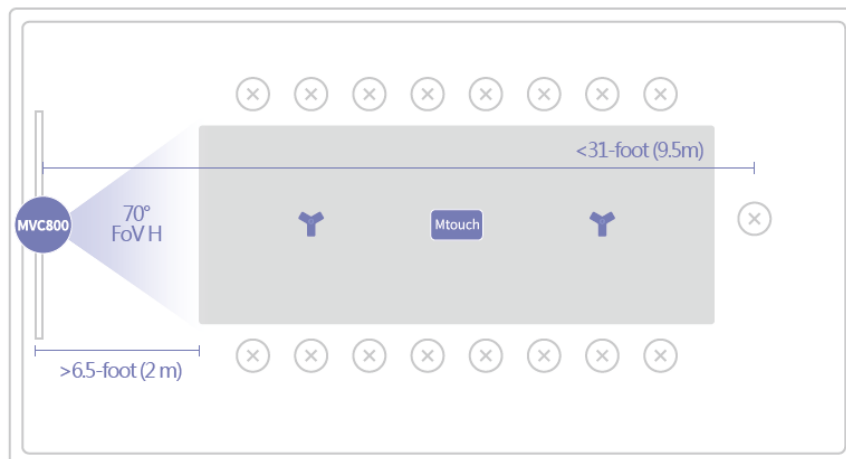 <31-foot (9.5m)
MVC800
70°
FoV H
Mtouch
>6.5-foot (2 m)